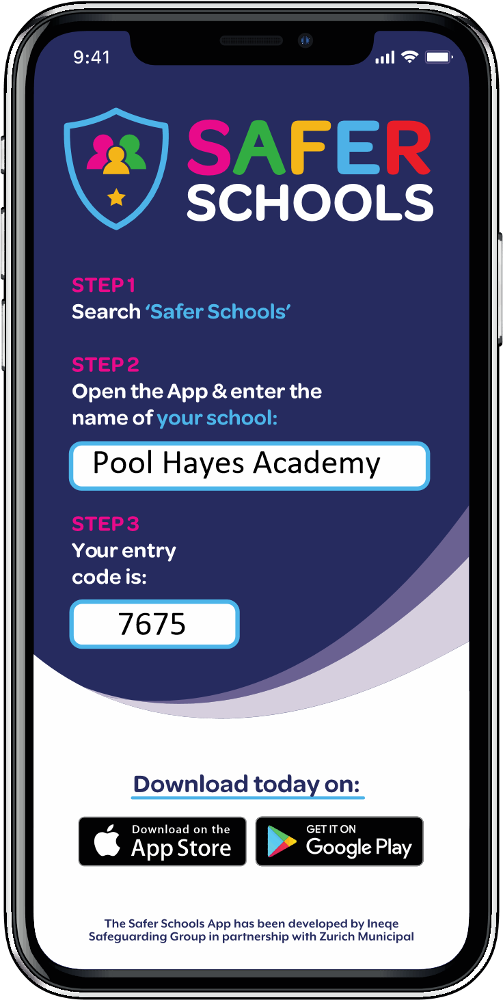 9:41
SAFER
SCHOOLS
STEP 1
Search ‘Safer Schools’
STEP 2
Open the App & enter the
name of your school:
Pool Hayes Academy
STEP 3
Your entry
code is:
7675
Download today on:
Download on the
App Store
GET IT ON
Google Play
The Safer Schools App has been developed by Ineqe
Safeguarding Group in partnership with Zurich Municipal